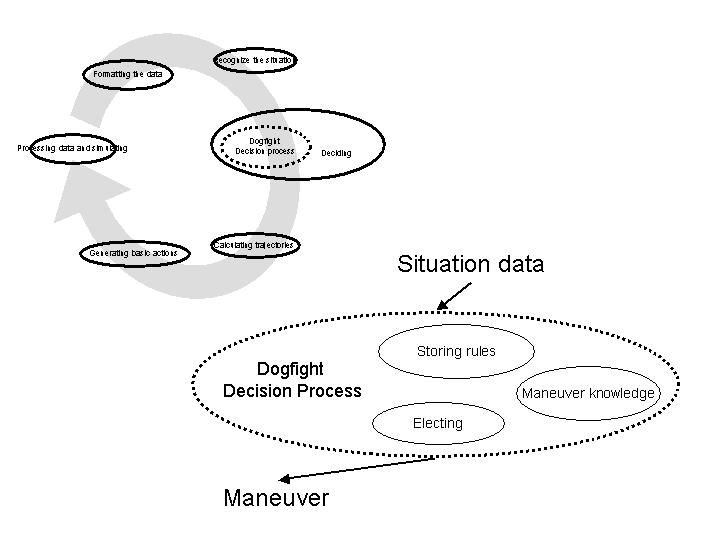 Recognize the situation
Formatting the data
Dogfight
Decision process
Deciding
Processing data and simulating
Calculating trajectories
Generating basic actions
Situation data
Storing rules
Dogfight
Decision Process
Maneuver knowledge
Electing
Maneuver